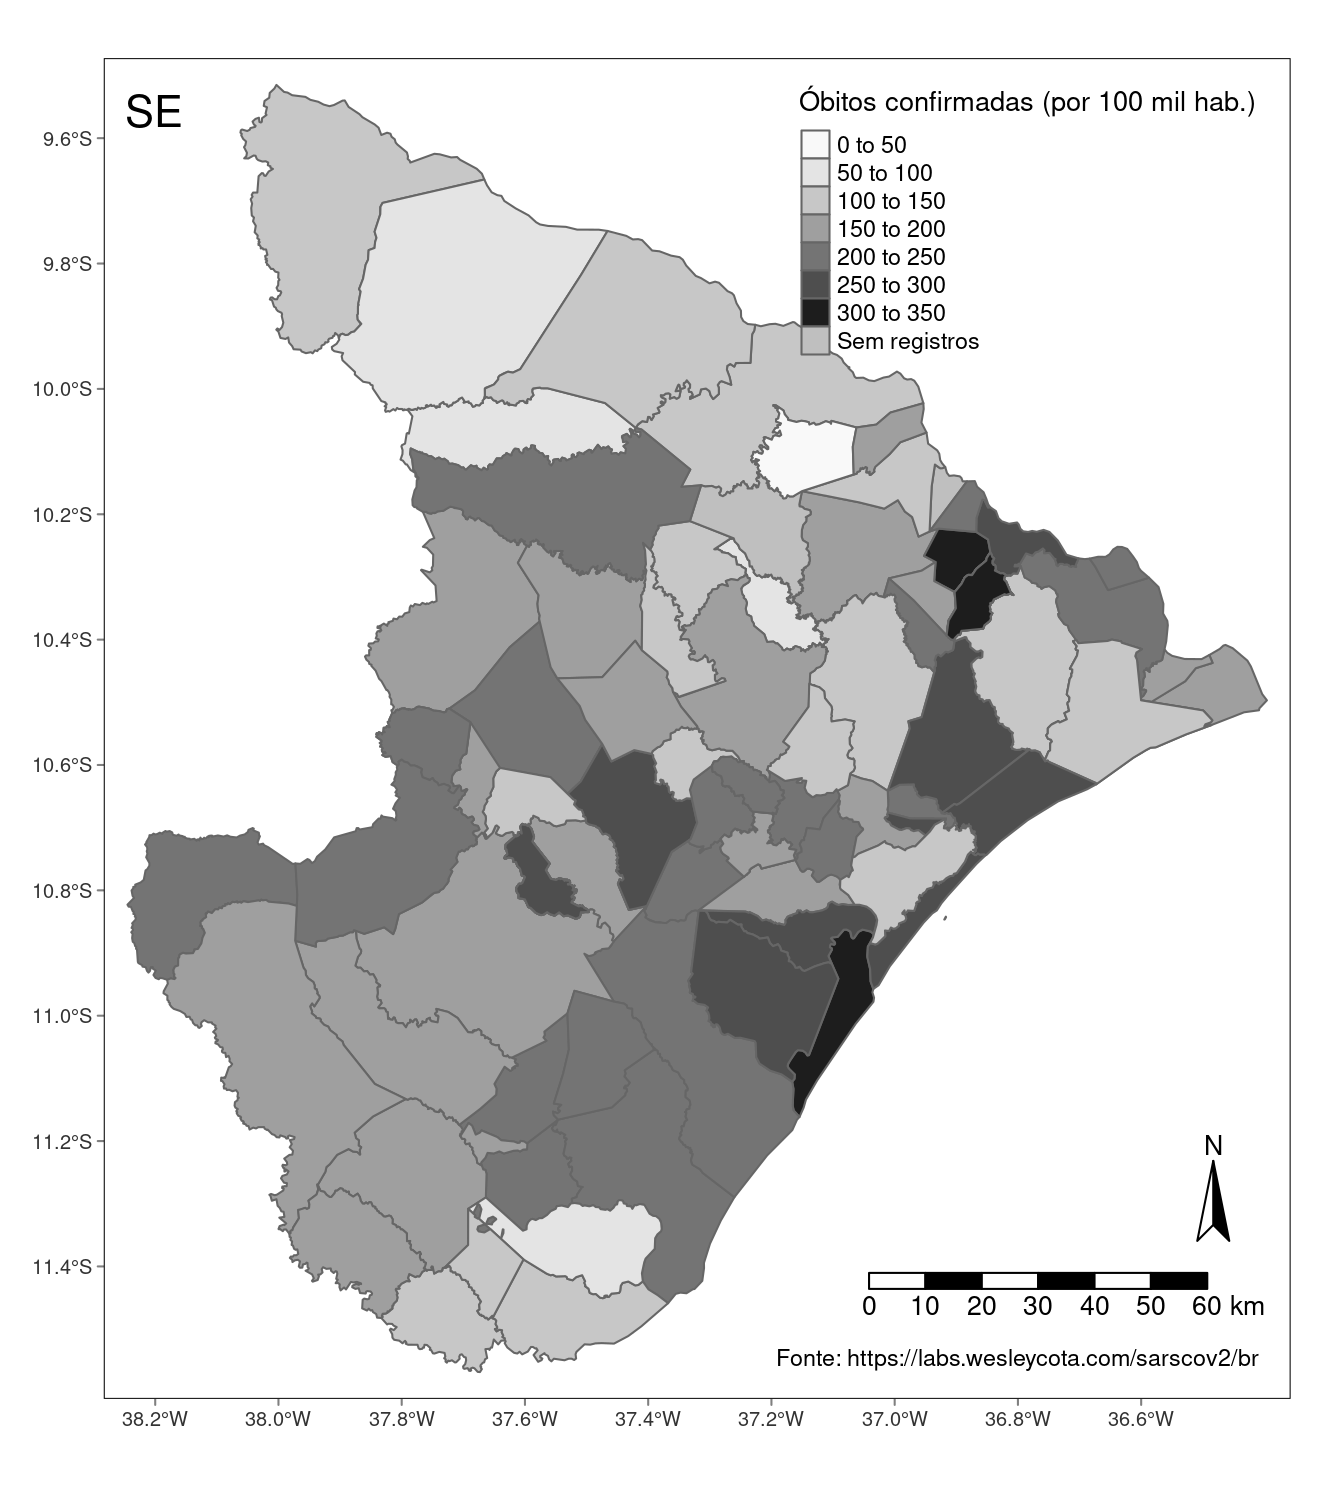 SE
Óbitos confirmadas (por 100 mil hab.)
0 to 50
50 to 100
100 to 150
150 to 200
200 to 250
250 to 300
300 to 350
Sem registros
9.6°S
9.8°S
10.0°S
10.2°S
10.4°S
10.6°S
10.8°S
11.0°S
11.2°S
11.4°S
N
0 10 20 30 40 50 60 km
Fonte: https://labs.wesleycota.com/sarscov2/br
38.2°W 38.0°W 37.8°W 37.6°W 37.4°W 37.2°W 37.0°W 36.8°W 36.6°W